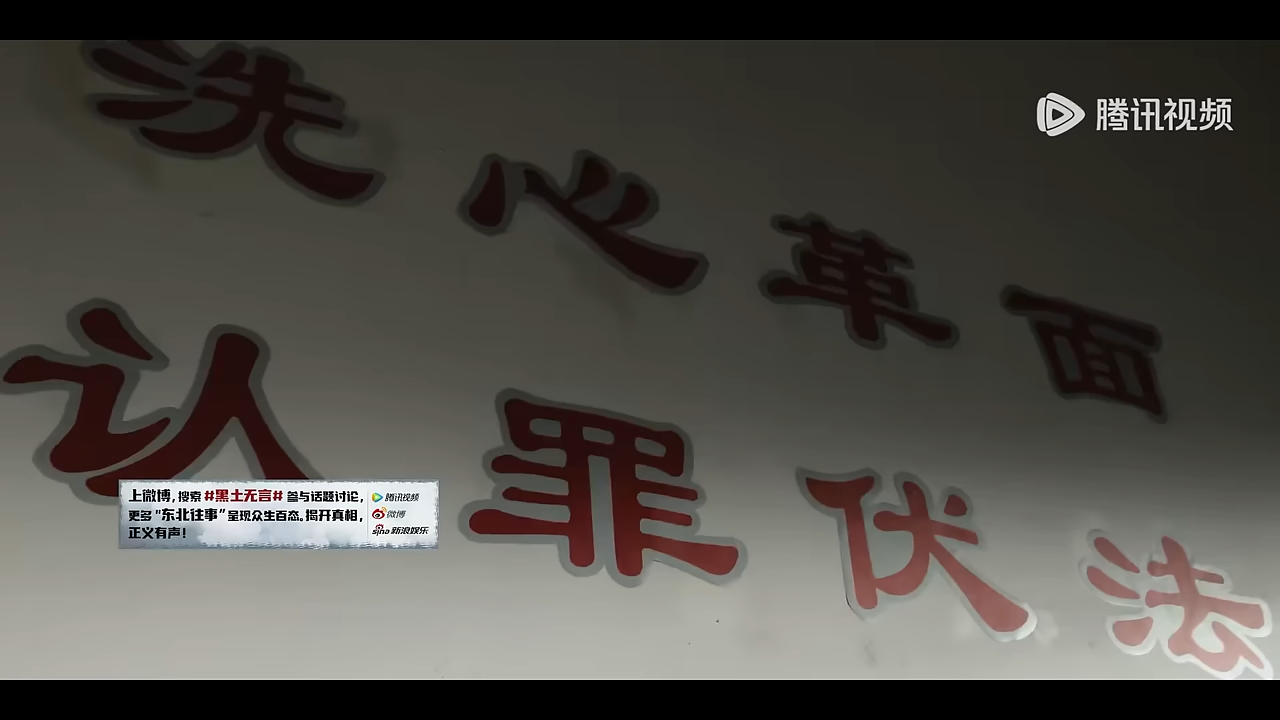 洗心革面
腾讯视频
认罪伏法
上微博,搜索#黑土无言#参与话题讨论,
更多"东北往事"呈现众生百态。揭开真相,
正义有声!
腾讯视频
微博
sina新浪娱乐